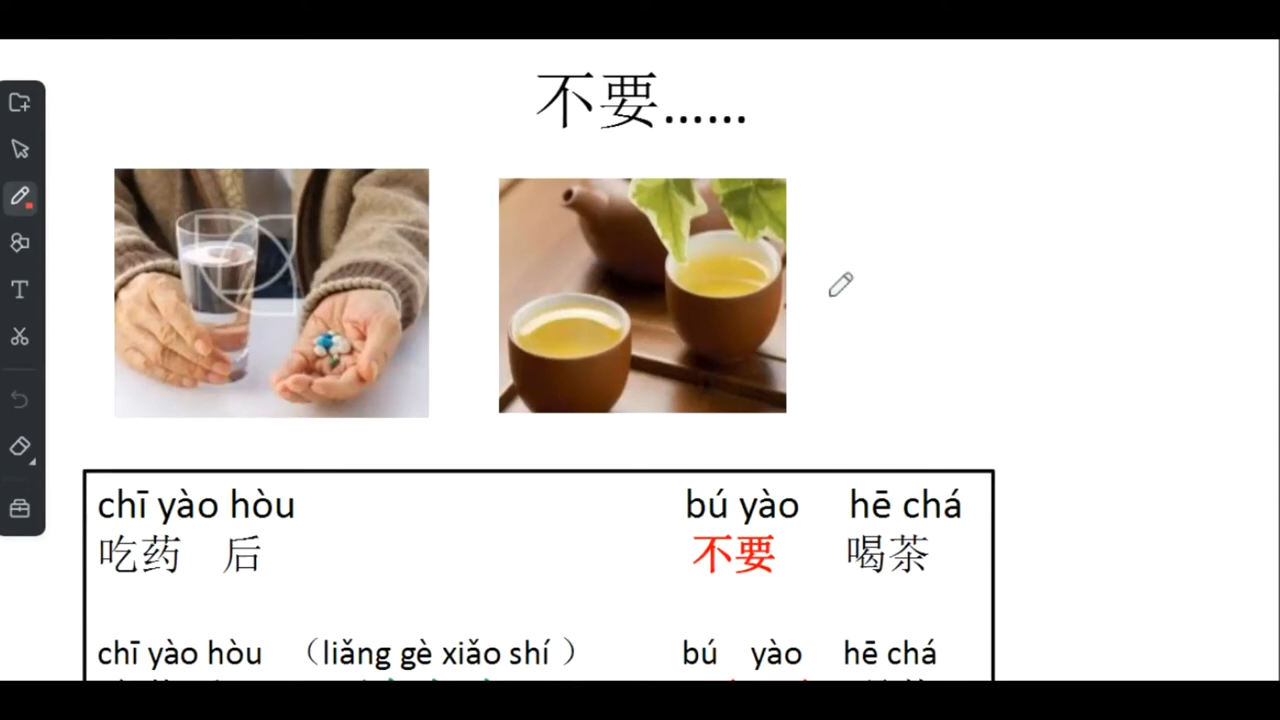 不要……
chī yào hòu bú yào hē chá
吃药 后 不要 喝茶
chī yào hòu （liǎng gè xiǎo shí ） bú yào hē chá